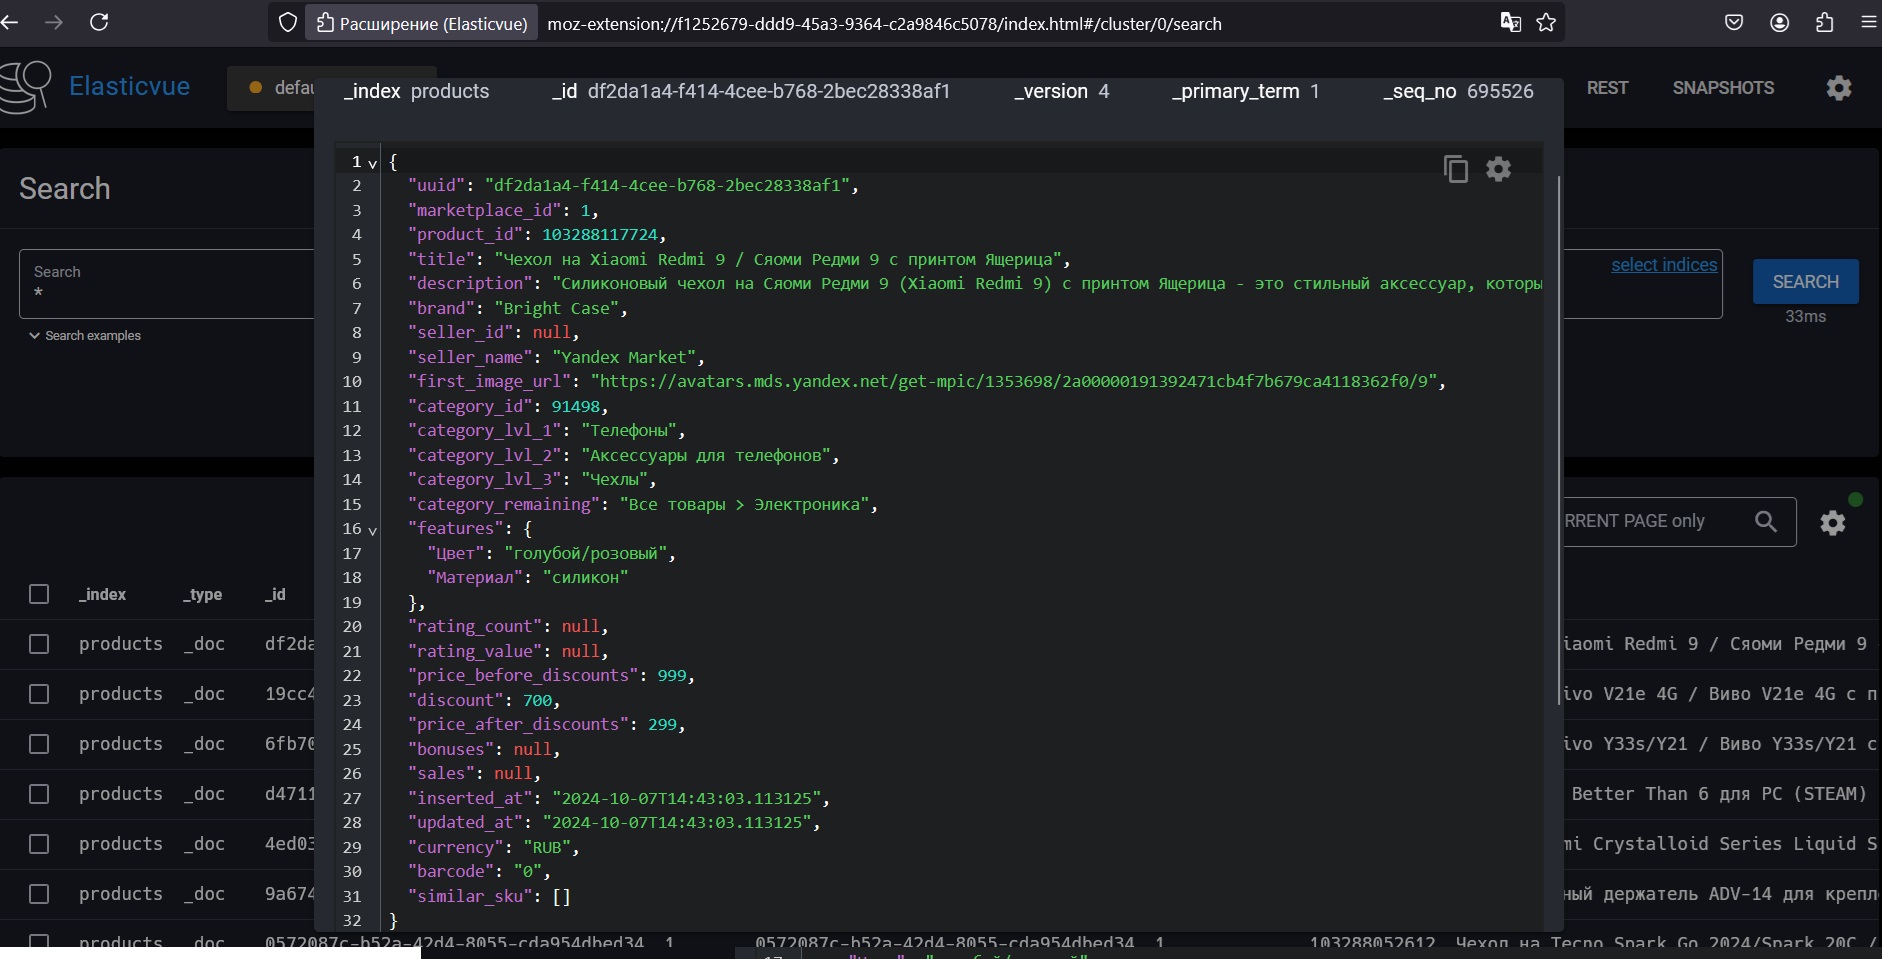 Расширение (Elasticvue) moz-extension://f1252679-ddd9-45a3-9364-c2a9846c5078/index.html#/cluster/0/search
Elasticvue
defau
REST SNAPSHOTS
_index products _id df2da1a4-f414-4cee-b768-2bec28338af1 _version 4 _primary_term 1 _seq_no 695526
Search
Search
*
Search examples
select indices
SEARCH
33ms
RRENT PAGE only
1 {
2 "uuid": "df2da1a4-f414-4cee-b768-2bec28338af1",
3 "marketplace_id": 1,
4 "product_id": 103288117724,
5 "title": "Чехол на Xiaomi Redmi 9 / Сяоми Редми 9 с принтом Ящерица",
6 "description": "Силиконовый чехол на Сяоми Редми 9 (Xiaomi Redmi 9) с принтом Ящерица - это стильный аксессуар, которы
7 "brand": "Bright Case",
8 "seller_id": null,
9 "seller_name": "Yandex Market",
10 "first_image_url": "https://avatars.mds.yandex.net/get-mpic/1353698/2a00000191392471cb4f7b679ca4118362f0/9",
11 "category_id": 91498,
12 "category_lvl_1": "Телефоны",
13 "category_lvl_2": "Аксессуары для телефонов",
14 "category_lvl_3": "Чехлы",
15 "category_remaining": "Все товары > Электроника",
16 "features": {
17 "Цвет": "голубой/розовый",
18 "Материал": "силикон"
19 },
20 "rating_count": null,
21 "rating_value": null,
22 "price_before_discounts": 999,
23 "discount": 700,
24 "price_after_discounts": 299,
25 "bonuses": null,
26 "sales": null,
27 "inserted_at": "2024-10-07T14:43:03.113125",
28 "updated_at": "2024-10-07T14:43:03.113125",
29 "currency": "RUB",
30 "barcode": "0",
31 "similar_sku": []
32 }
_index _type _id
products _doc df2da iaomi Redmi 9 / Сяоми Редми 9
products _doc 19cc4 ivo V21e 4G / Виво V21e 4G с п
products _doc 6fb70 ivo Y33s/Y21 / Виво Y33s/Y21 с
products _doc d4711 Better Than 6 для PC (STEAM)
products _doc 4ed03 mi Crystalloid Series Liquid S
products _doc 9a674 ный держатель ADV-14 для крепл
products _doc 0572087c-b52a-42d4-8055-cda954dbed34 1 0572087c-b52a-42d4-8055-cda954dbed34 1 103288052612 Чехол на Tecno Spark Go 2024/Spark 20C /